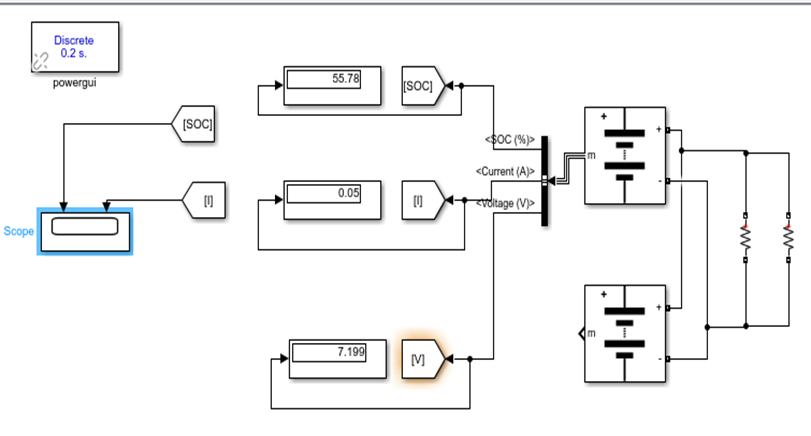 Discrete
0.2 s.
powergui
[SOC]
[I]
Scope
55.78
[SOC]
0.05
[I]
7.199
[V]
<SOC (%)>
<Current (A)>
<Voltage (V)>
+
m
+
-
+
m
+
-